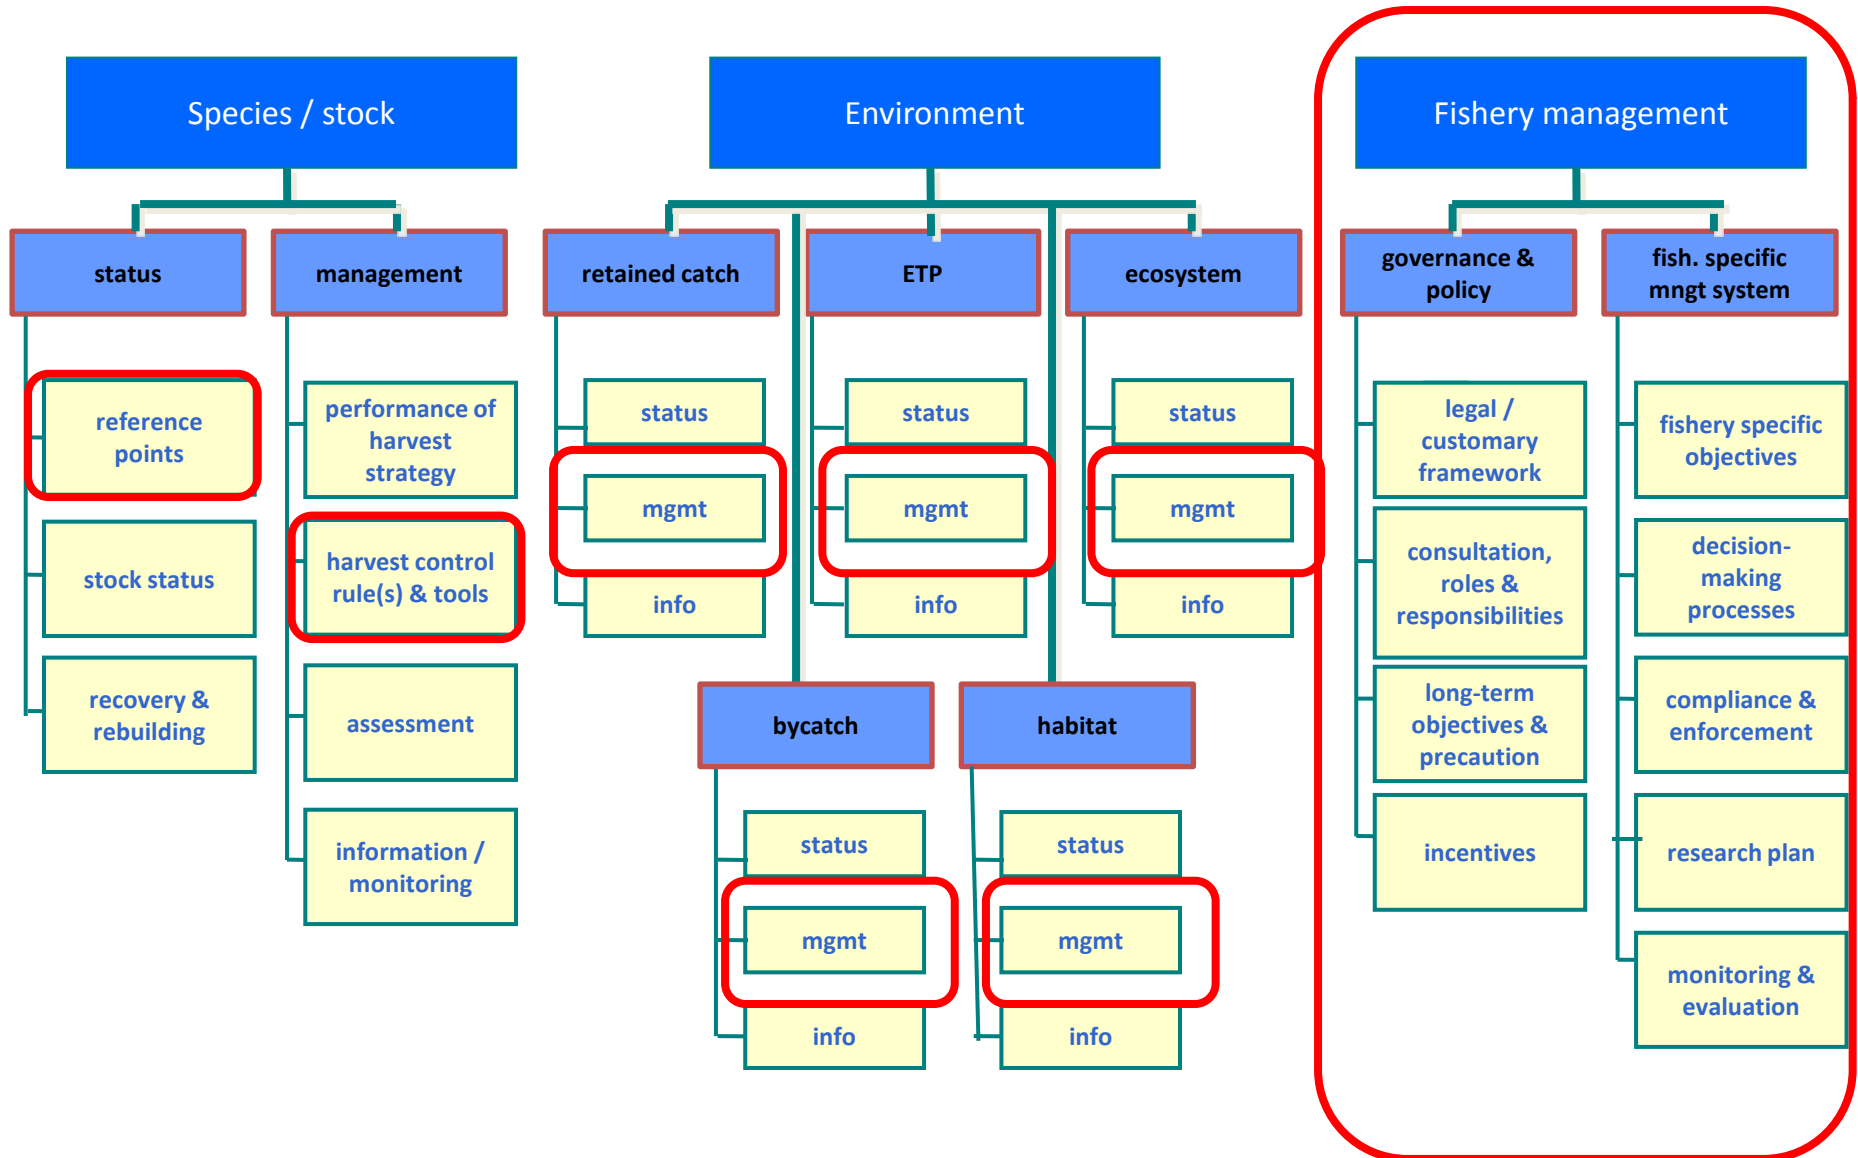 Species / stock
Environment
Fishery management
status
management
retained catch
ETP
ecosystem
governance &
policy
fish. specific
mngt system
reference
points
stock status
recovery &
rebuilding
performance of
harvest
strategy
harvest control
rule(s) & tools
assessment
information /
monitoring
status
mgmt
info
status
mgmt
info
status
mgmt
info
bycatch
habitat
status
mgmt
info
status
mgmt
info
legal /
customary
framework
consultation,
roles &
responsibilities
long-term
objectives &
precaution
incentives
fishery specific
objectives
decision-
making
processes
compliance &
enforcement
research plan
monitoring &
evaluation